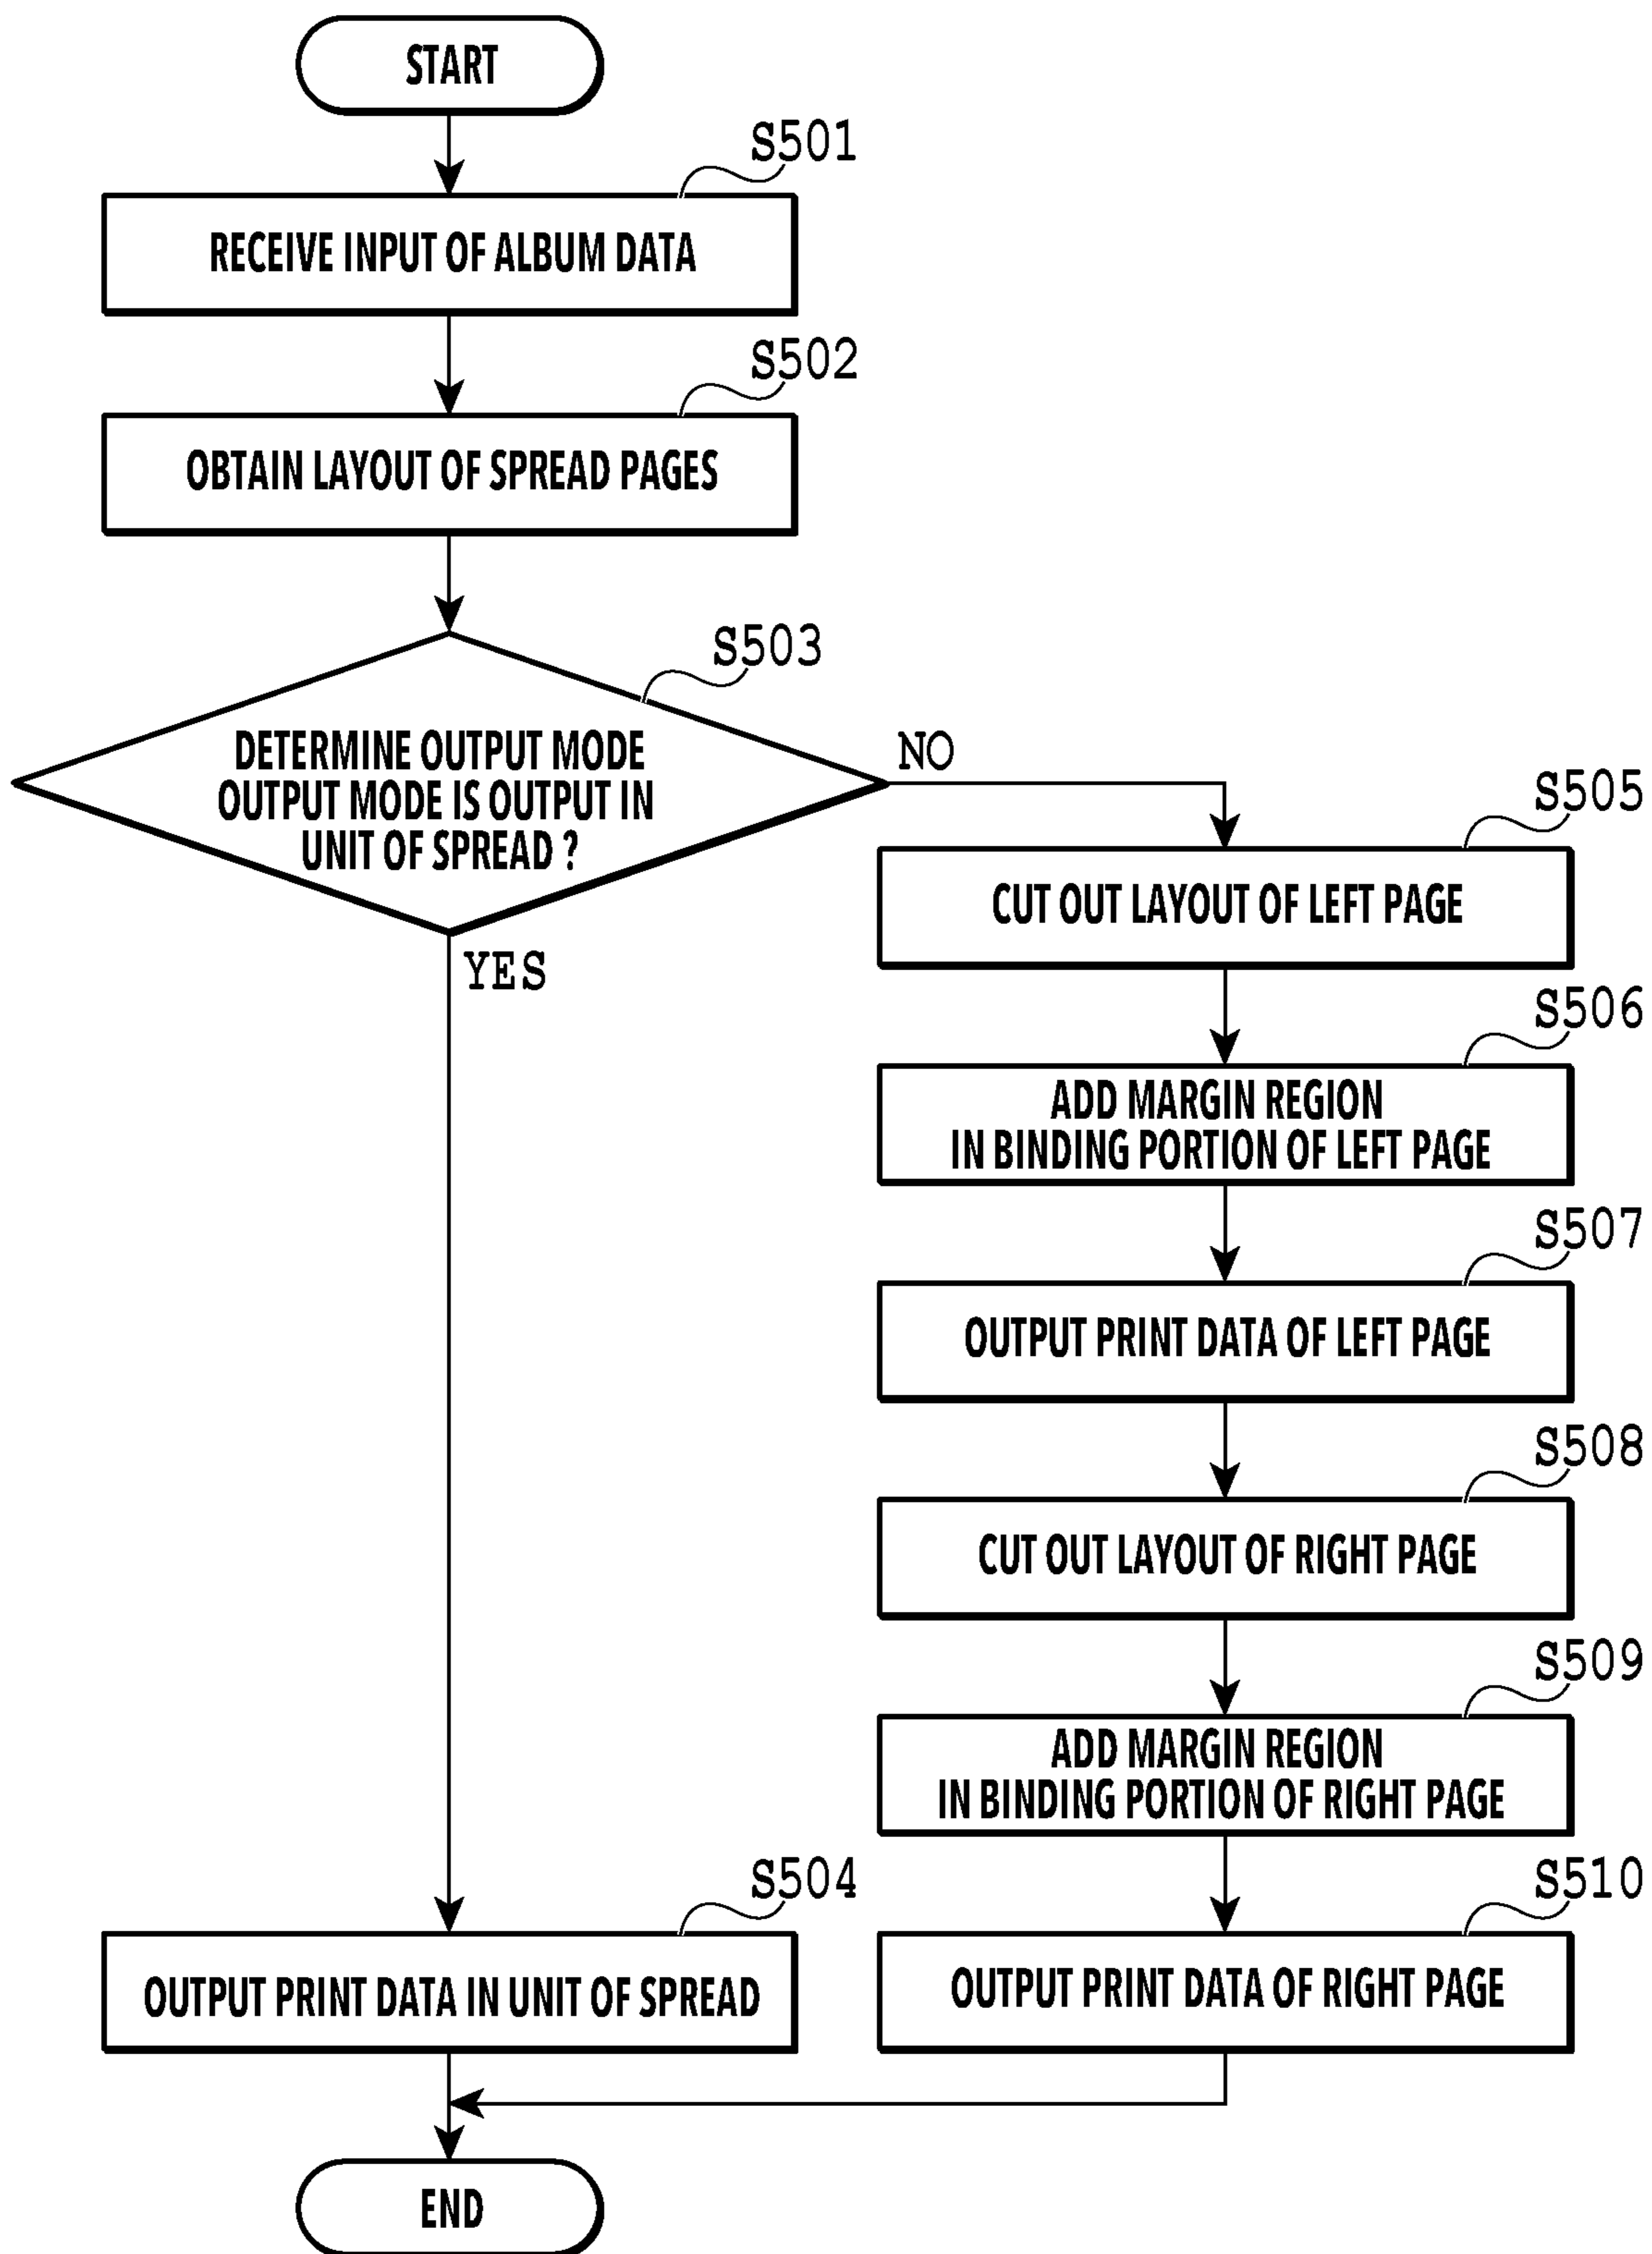 START
S501
RECEIVE INPUT OF ALBUM DATA
S502
OBTAIN LAYOUT OF SPREAD PAGES
S503
DETERMINE OUTPUT MODE
OUTPUT MODE IS OUTPUT IN
UNIT OF SPREAD ?
NO
YES
S505
CUT OUT LAYOUT OF LEFT PAGE
S506
ADD MARGIN REGION
IN BINDING PORTION OF LEFT PAGE
S507
OUTPUT PRINT DATA OF LEFT PAGE
S508
CUT OUT LAYOUT OF RIGHT PAGE
S509
ADD MARGIN REGION
IN BINDING PORTION OF RIGHT PAGE
S504
OUTPUT PRINT DATA IN UNIT OF SPREAD
S510
OUTPUT PRINT DATA OF RIGHT PAGE
END